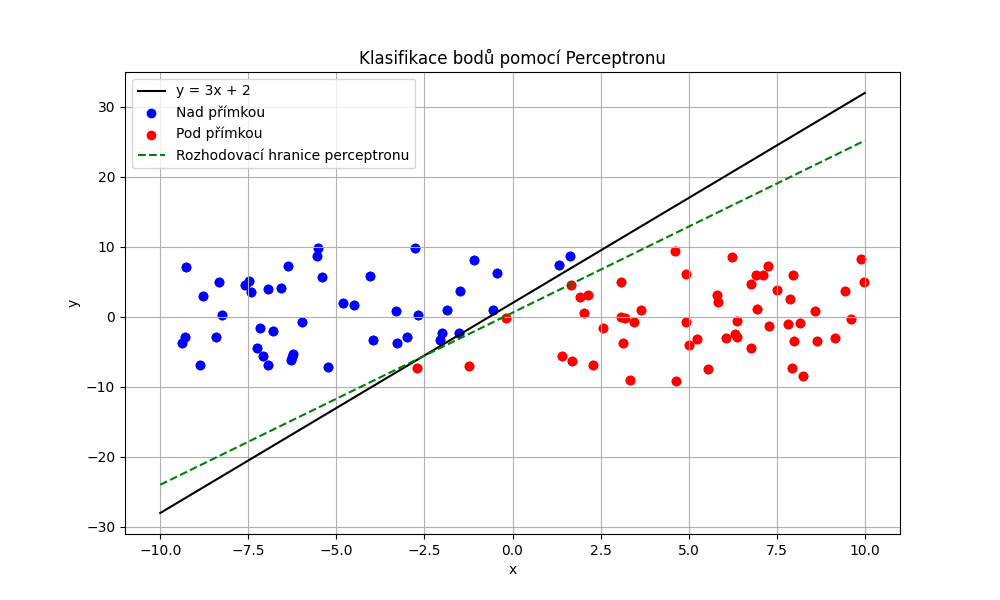 Klasifikace bodů pomocí Perceptronu
y = 3x + 2
Nad přímkou
Pod přímkou
Rozhodovací hranice perceptronu
30
20
10
0
−10
−20
−30
y
−10.0 −7.5 −5.0 −2.5 0.0 2.5 5.0 7.5 10.0
x